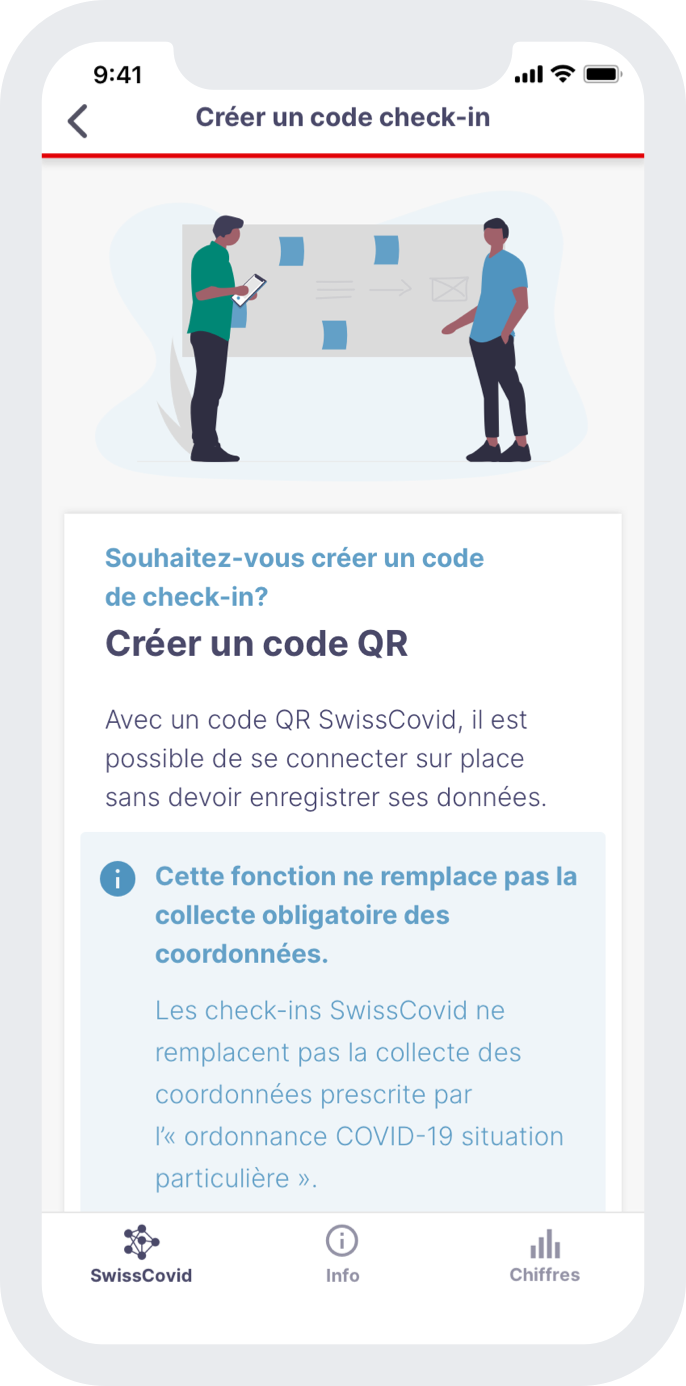 9:41
Créer un code check-in
Souhaitez-vous créer un code
de check-in?
Créer un code QR
Avec un code QR SwissCovid, il est
possible de se connecter sur place
sans devoir enregistrer ses données.
Cette fonction ne remplace pas la
collecte obligatoire des
coordonnées.
Les check-ins SwissCovid ne
remplacent pas la collecte des
coordonnées prescrite par
l’« ordonnance COVID-19 situation
particulière ».
SwissCovid
Info
Chiffres